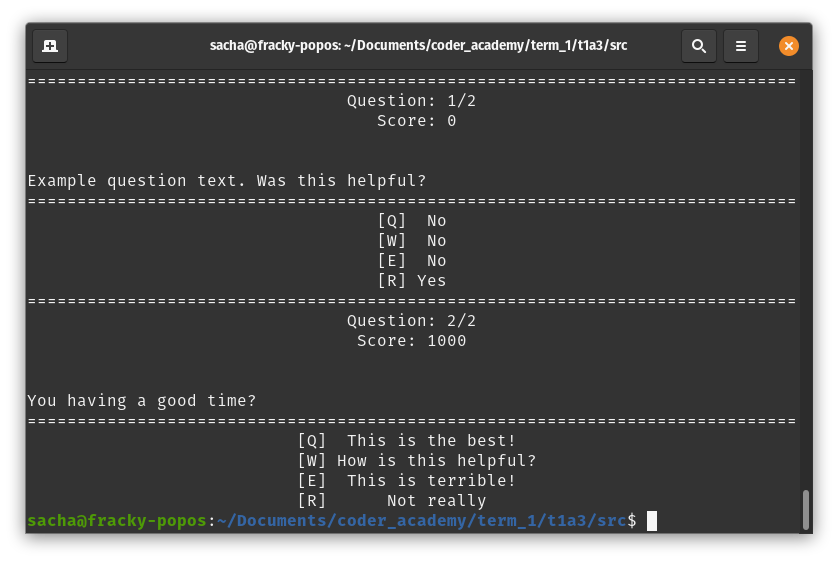 sacha@fracky-popos: ~/Documents/coder_academy/term_1/t1a3/src
=============================================================================
Question: 1/2
Score: 0
Example question text. Was this helpful?
=============================================================================
[Q]  No
[W]  No
[E]  No
[R] Yes
=============================================================================
Question: 2/2
Score: 1000
You having a good time?
=============================================================================
[Q]  This is the best!
[W] How is this helpful?
[E]  This is terrible!
[R]      Not really
sacha@fracky-popos:~/Documents/coder_academy/term_1/t1a3/src$